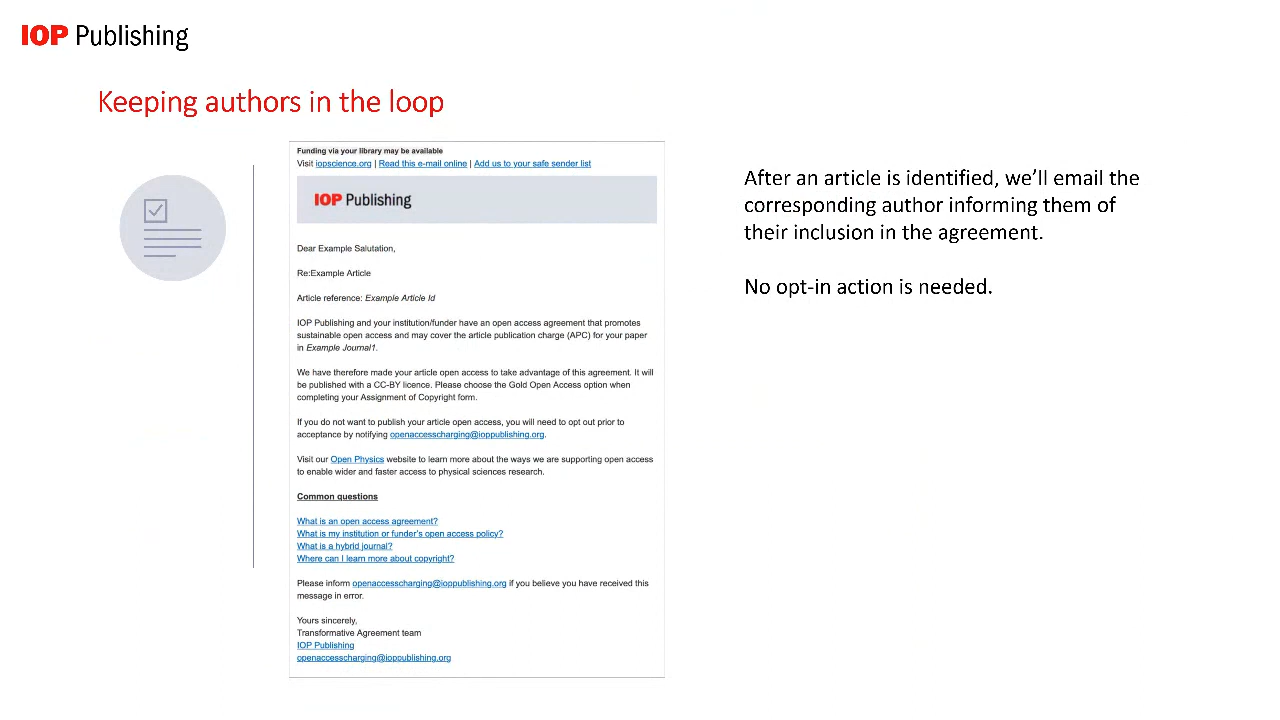 IOP Publishing
Keeping authors in the loop
Funding via your library may be available
Visit iopscience.org | Read this e-mail online | Add us to your safe sender list
IOP Publishing
Dear Example Salutation,
Re:Example Article
Article reference: Example Article Id
IOP Publishing and your institution/funder have an open access agreement that promotes
sustainable open access and may cover the article publication charge (APC) for your paper
in Example Journal1.
We have therefore made your article open access to take advantage of this agreement. It will
be published with a CC-BY licence. Please choose the Gold Open Access option when
completing your Assignment of Copyright form.
If you do not want to publish your article open access, you will need to opt out prior to
acceptance by notifying openaccesscharging@ioppublishing.org.
Visit our Open Physics website to learn more about the ways we are supporting open access
to enable wider and faster access to physical sciences research.
Common questions
What is an open access agreement?
What is my institution or funder's open access policy?
What is a hybrid journal?
Where can I learn more about copyright?
Please inform openaccesscharging@ioppublishing.org if you believe you have received this
message in error.
Yours sincerely,
Transformative Agreement team
IOP Publishing
openaccesscharging@ioppublishing.org
After an article is identified, we'll email the
corresponding author informing them of
their inclusion in the agreement.
No opt-in action is needed.